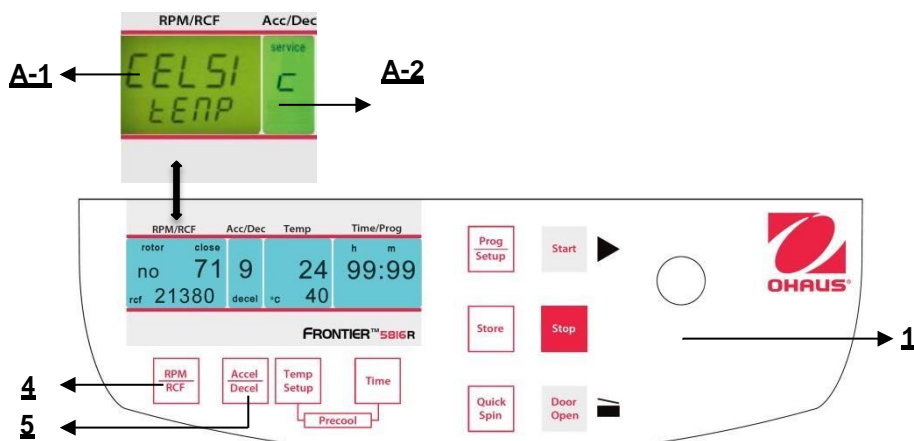 RPM/RCF Acc/Dec
service
CELSI C
tEMP
A-1
A-2
RPM/RCF Acc/Dec Temp Time/Prog
rotor close h m
no 71 9 24 99:99
rcf 21380 decel °C 40
FRONTIER™ 5816R
RPM
RCF
Accel
Decel
Temp
Setup
Time
Precool
4
5
Prog
Setup
Start
Store
Stop
Quick
Spin
Door
Open
OHAUS®
1